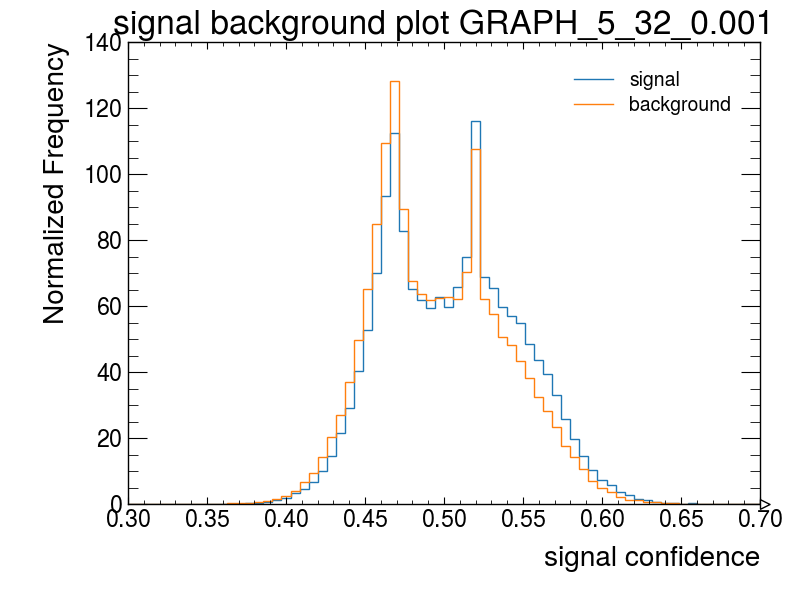 signal background plot GRAPH_5_32_0.001
Normalized Frequency
140
120
100
80
60
40
20
0
signal
background
0.30 0.35 0.40 0.45 0.50 0.55 0.60 0.65 0.70
signal confidence